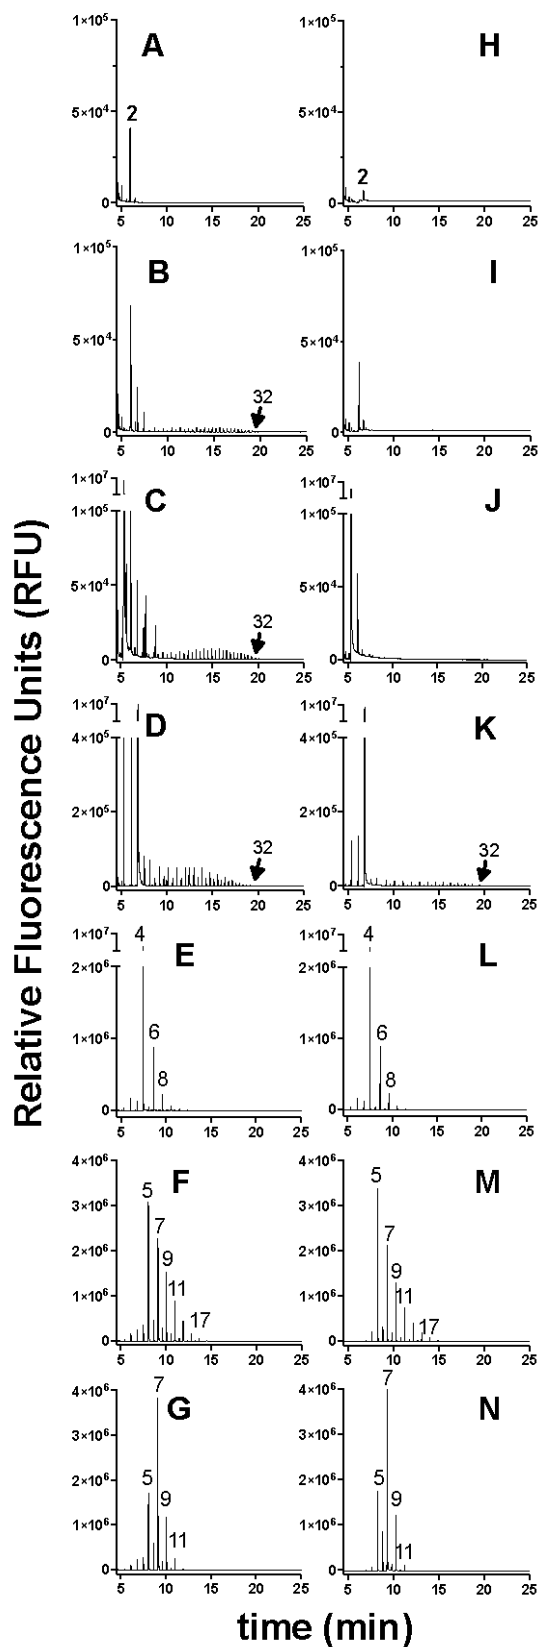 Relative Fluorescence Units (RFU)
1×10⁵
5×10⁴
0
A
2
5 10 15 20 25
1×10⁵
5×10⁴
0
H
2
5 10 15 20 25
1×10⁵
5×10⁴
0
B
32
5 10 15 20 25
1×10⁵
5×10⁴
0
I
5 10 15 20 25
1×10⁷
1×10⁵
5×10⁴
0
C
32
5 10 15 20 25
1×10⁷
1×10⁵
5×10⁴
0
J
5 10 15 20 25
1×10⁷
4×10⁵
2×10⁵
0
D
32
5 10 15 20 25
1×10⁷
4×10⁵
2×10⁵
0
K
32
5 10 15 20 25
1×10⁷
2×10⁶
1×10⁶
0
E
4
6
8
5 10 15 20 25
1×10⁷
2×10⁶
1×10⁶
0
L
4
6
8
5 10 15 20 25
4×10⁶
3×10⁶
2×10⁶
1×10⁶
0
F
5
7
9
11
17
5 10 15 20 25
4×10⁶
3×10⁶
2×10⁶
1×10⁶
0
M
5
7
9
11
17
5 10 15 20 25
4×10⁶
3×10⁶
2×10⁶
1×10⁶
0
G
7
5
9
11
5 10 15 20 25
4×10⁶
3×10⁶
2×10⁶
1×10⁶
0
N
7
5
9
11
5 10 15 20 25
time (min)